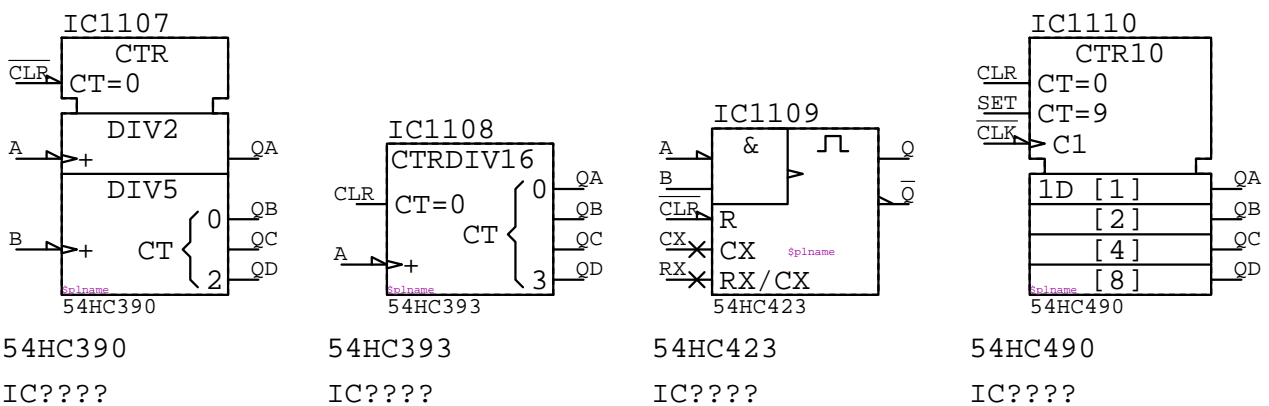 IC1107
CTR
CLR
CT=0
DIV2
A
+
QA
DIV5
0
QB
B
+
CT
QC
2
QD
$plname
54HC390
54HC390
IC????
IC1108
CTRDIV16
0
QA
CLR
CT=0
QB
CT
QC
A
+
3
QD
$plname
54HC393
54HC393
IC????
IC1109
A
&
Q
B
CLR
R
Q
CX
CX
$plname
RX
RX/CX
54HC423
54HC423
IC????
IC1110
CTR10
CLR
CT=0
SET
CT=9
CLK
C1
1D [1]
QA
[2]
QB
[4]
QC
[8]
QD
$plname
54HC490
54HC490
IC????